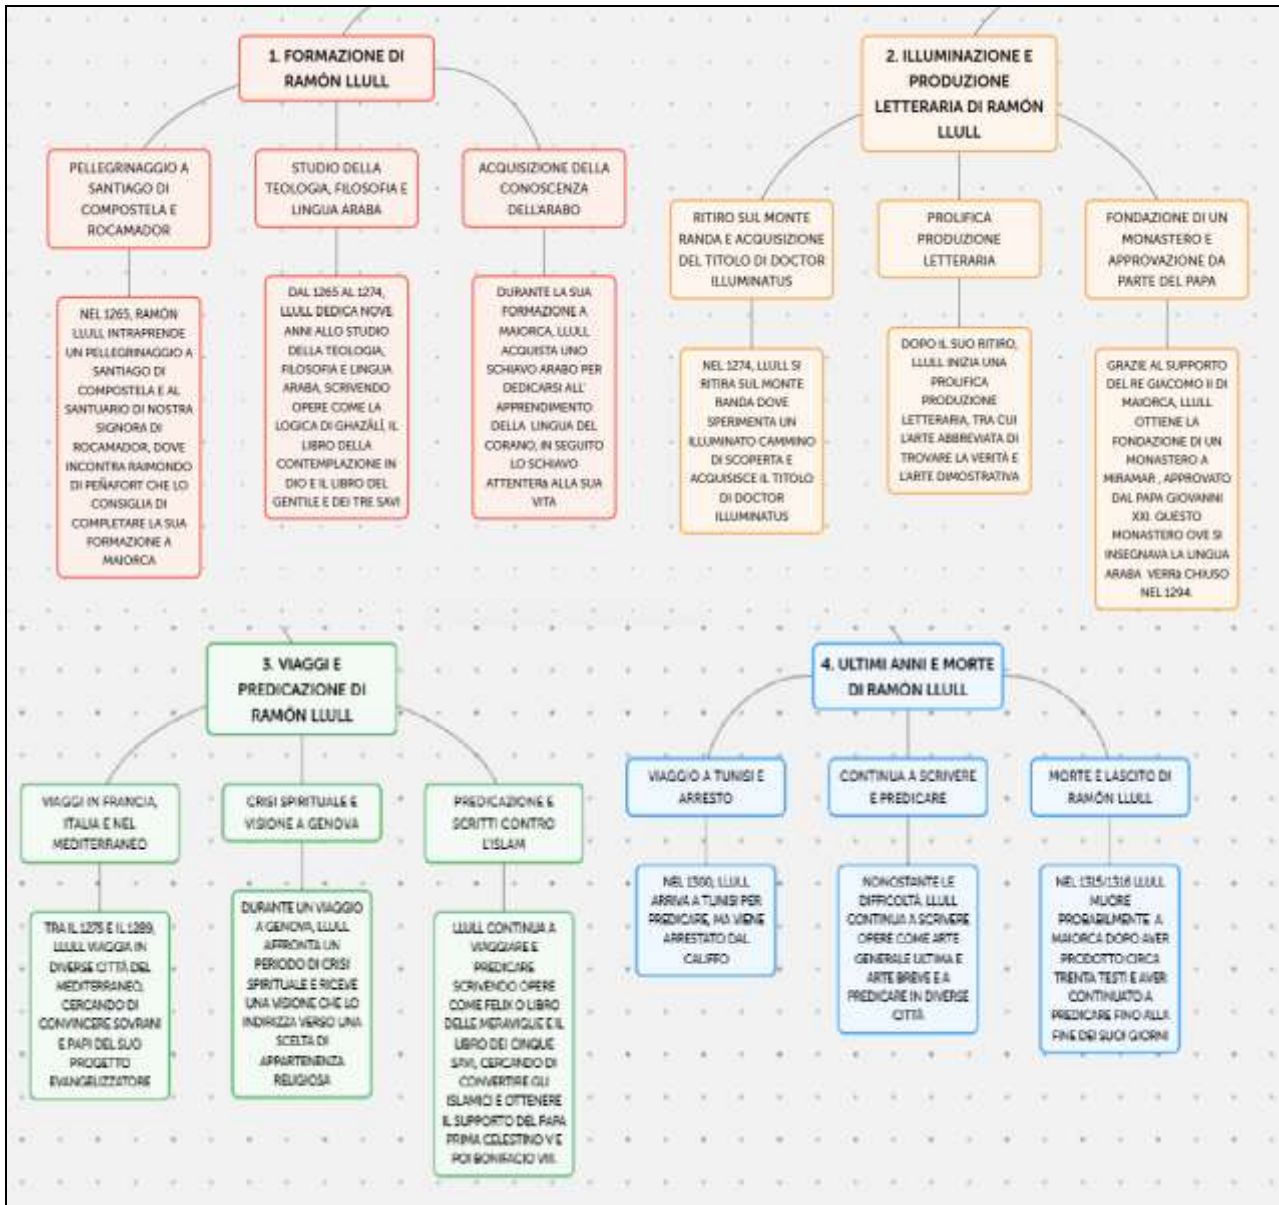 1. FORMAZIONE DI
RAMÓN LLULL
PELLEGRINAGGIO A
SANTIAGO DI
COMPOSTELA E
ROCAMADOR
NEL 1265, RAMÓN
LLULL INTRAPRENDE
UN PELLEGRINAGGIO A
SANTIAGO DI
COMPOSTELA E AL
SANTUARIO DI NOSTRA
SIGNORA DI
ROCAMADOR, DOVE
INCONTRA RAIMONDO
DI PEÑAFORT CHE LO
CONSIGLIA DI
COMPLETARE LA SUA
FORMAZIONE A
MAIORCA
STUDIO DELLA
TEOLOGIA, FILOSOFIA E
LINGUA ARABA
DAL 1265 AL 1274,
LLULL DEDICA NOVE
ANNI ALLO STUDIO
DELLA TEOLOGIA,
FILOSOFIA E LINGUA
ARABA, SCRIVENDO
OPERE COME LA
LOGICA DI GHAZĀLĪ, IL
LIBRO DELLA
CONTEMPLAZIONE IN
DIO E IL LIBRO DEL
GENTILE E DEI TRE SAVI
ACQUISIZIONE DELLA
CONOSCENZA
DELL'ARABO
DURANTE LA SUA
FORMAZIONE A
MAIORCA, LLULL
ACQUISTA UNO
SCHIAVO ARABO PER
DEDICARSI ALL'
APPRENDIMENTO
DELLA LINGUA DEL
CORANO, IN SEGUITO
LO SCHIAVO
ATTENTERà ALLA SUA
VITA
2. ILLUMINAZIONE E
PRODUZIONE
LETTERARIA DI RAMÓN
LLULL
RITIRO SUL MONTE
RANDA E ACQUISIZIONE
DEL TITOLO DI DOCTOR
ILLUMINATUS
NEL 1274, LLULL SI
RITIRA SUL MONTE
RANDA DOVE
SPERIMENTA UN
ILLUMINATO CAMMINO
DI SCOPERTA E
ACQUISISCE IL TITOLO
DI DOCTOR
ILLUMINATUS
PROLIFICA
PRODUZIONE
LETTERARIA
DOPO IL SUO RITIRO,
LLULL INIZIA UNA
PROLIFICA
PRODUZIONE
LETTERARIA, TRA CUI
L'ARTE ABBREVIATA DI
TROVARE LA VERITÀ E
L'ARTE DIMOSTRATIVA
FONDAZIONE DI UN
MONASTERO E
APPROVAZIONE DA
PARTE DEL PAPA
GRAZIE AL SUPPORTO
DEL RE GIACOMO II DI
MAIORCA, LLULL
OTTIENE LA
FONDAZIONE DI UN
MONASTERO A
MIRAMAR , APPROVATO
DAL PAPA GIOVANNI
XXI. QUESTO
MONASTERO OVE SI
INSEGNAVA LA LINGUA
ARABA VERRà CHIUSO
NEL 1294.
3. VIAGGI E
PREDICAZIONE DI
RAMÓN LLULL
VIAGGI IN FRANCIA,
ITALIA E NEL
MEDITERRANEO
TRA IL 1275 E IL 1289,
LLULL VIAGGIA IN
DIVERSE CITTÀ DEL
MEDITERRANEO,
CERCANDO DI
CONVINCERE SOVRANI
E PAPI DEL SUO
PROGETTO
EVANGELIZZATORE
CRISI SPIRITUALE E
VISIONE A GENOVA
DURANTE UN VIAGGIO
A GENOVA, LLULL
AFFRONTA UN
PERIODO DI CRISI
SPIRITUALE E RICEVE
UNA VISIONE CHE LO
INDIRIZZA VERSO UNA
SCELTA DI
APPARTENENZA
RELIGIOSA
PREDICAZIONE E
SCRITTI CONTRO
L'ISLAM
LLULL CONTINUA A
VIAGGIARE E
PREDICARE
SCRIVENDO OPERE
COME FELIX O LIBRO
DELLE MERAVIGLIE E IL
LIBRO DEI CINQUE
SAVI, CERCANDO DI
CONVERTIRE GLI
ISLAMICI E OTTENERE
IL SUPPORTO DEL PAPA
PRIMA CELESTINO V E
POI BONIFACIO VIII.
4. ULTIMI ANNI E MORTE
DI RAMÓN LLULL
VIAGGIO A TUNISI E
ARRESTO
NEL 1300, LLULL
ARRIVA A TUNISI PER
PREDICARE, MA VIENE
ARRESTATO DAL
CALIFFO
CONTINUA A SCRIVERE
E PREDICARE
NONOSTANTE LE
DIFFICOLTÀ, LLULL
CONTINUA A SCRIVERE
OPERE COME ARTE
GENERALE ULTIMA E
ARTE BREVE E A
PREDICARE IN DIVERSE
CITTÀ
MORTE E LASCITO DI
RAMÓN LLULL
NEL 1315/1316 LLULL
MUORE
PROBABILMENTE A
MAIORCA DOPO AVER
PRODOTTO CIRCA
TRENTA TESTI E AVER
CONTINUATO A
PREDICARE FINO ALLA
FINE DEI SUOI GIORNI